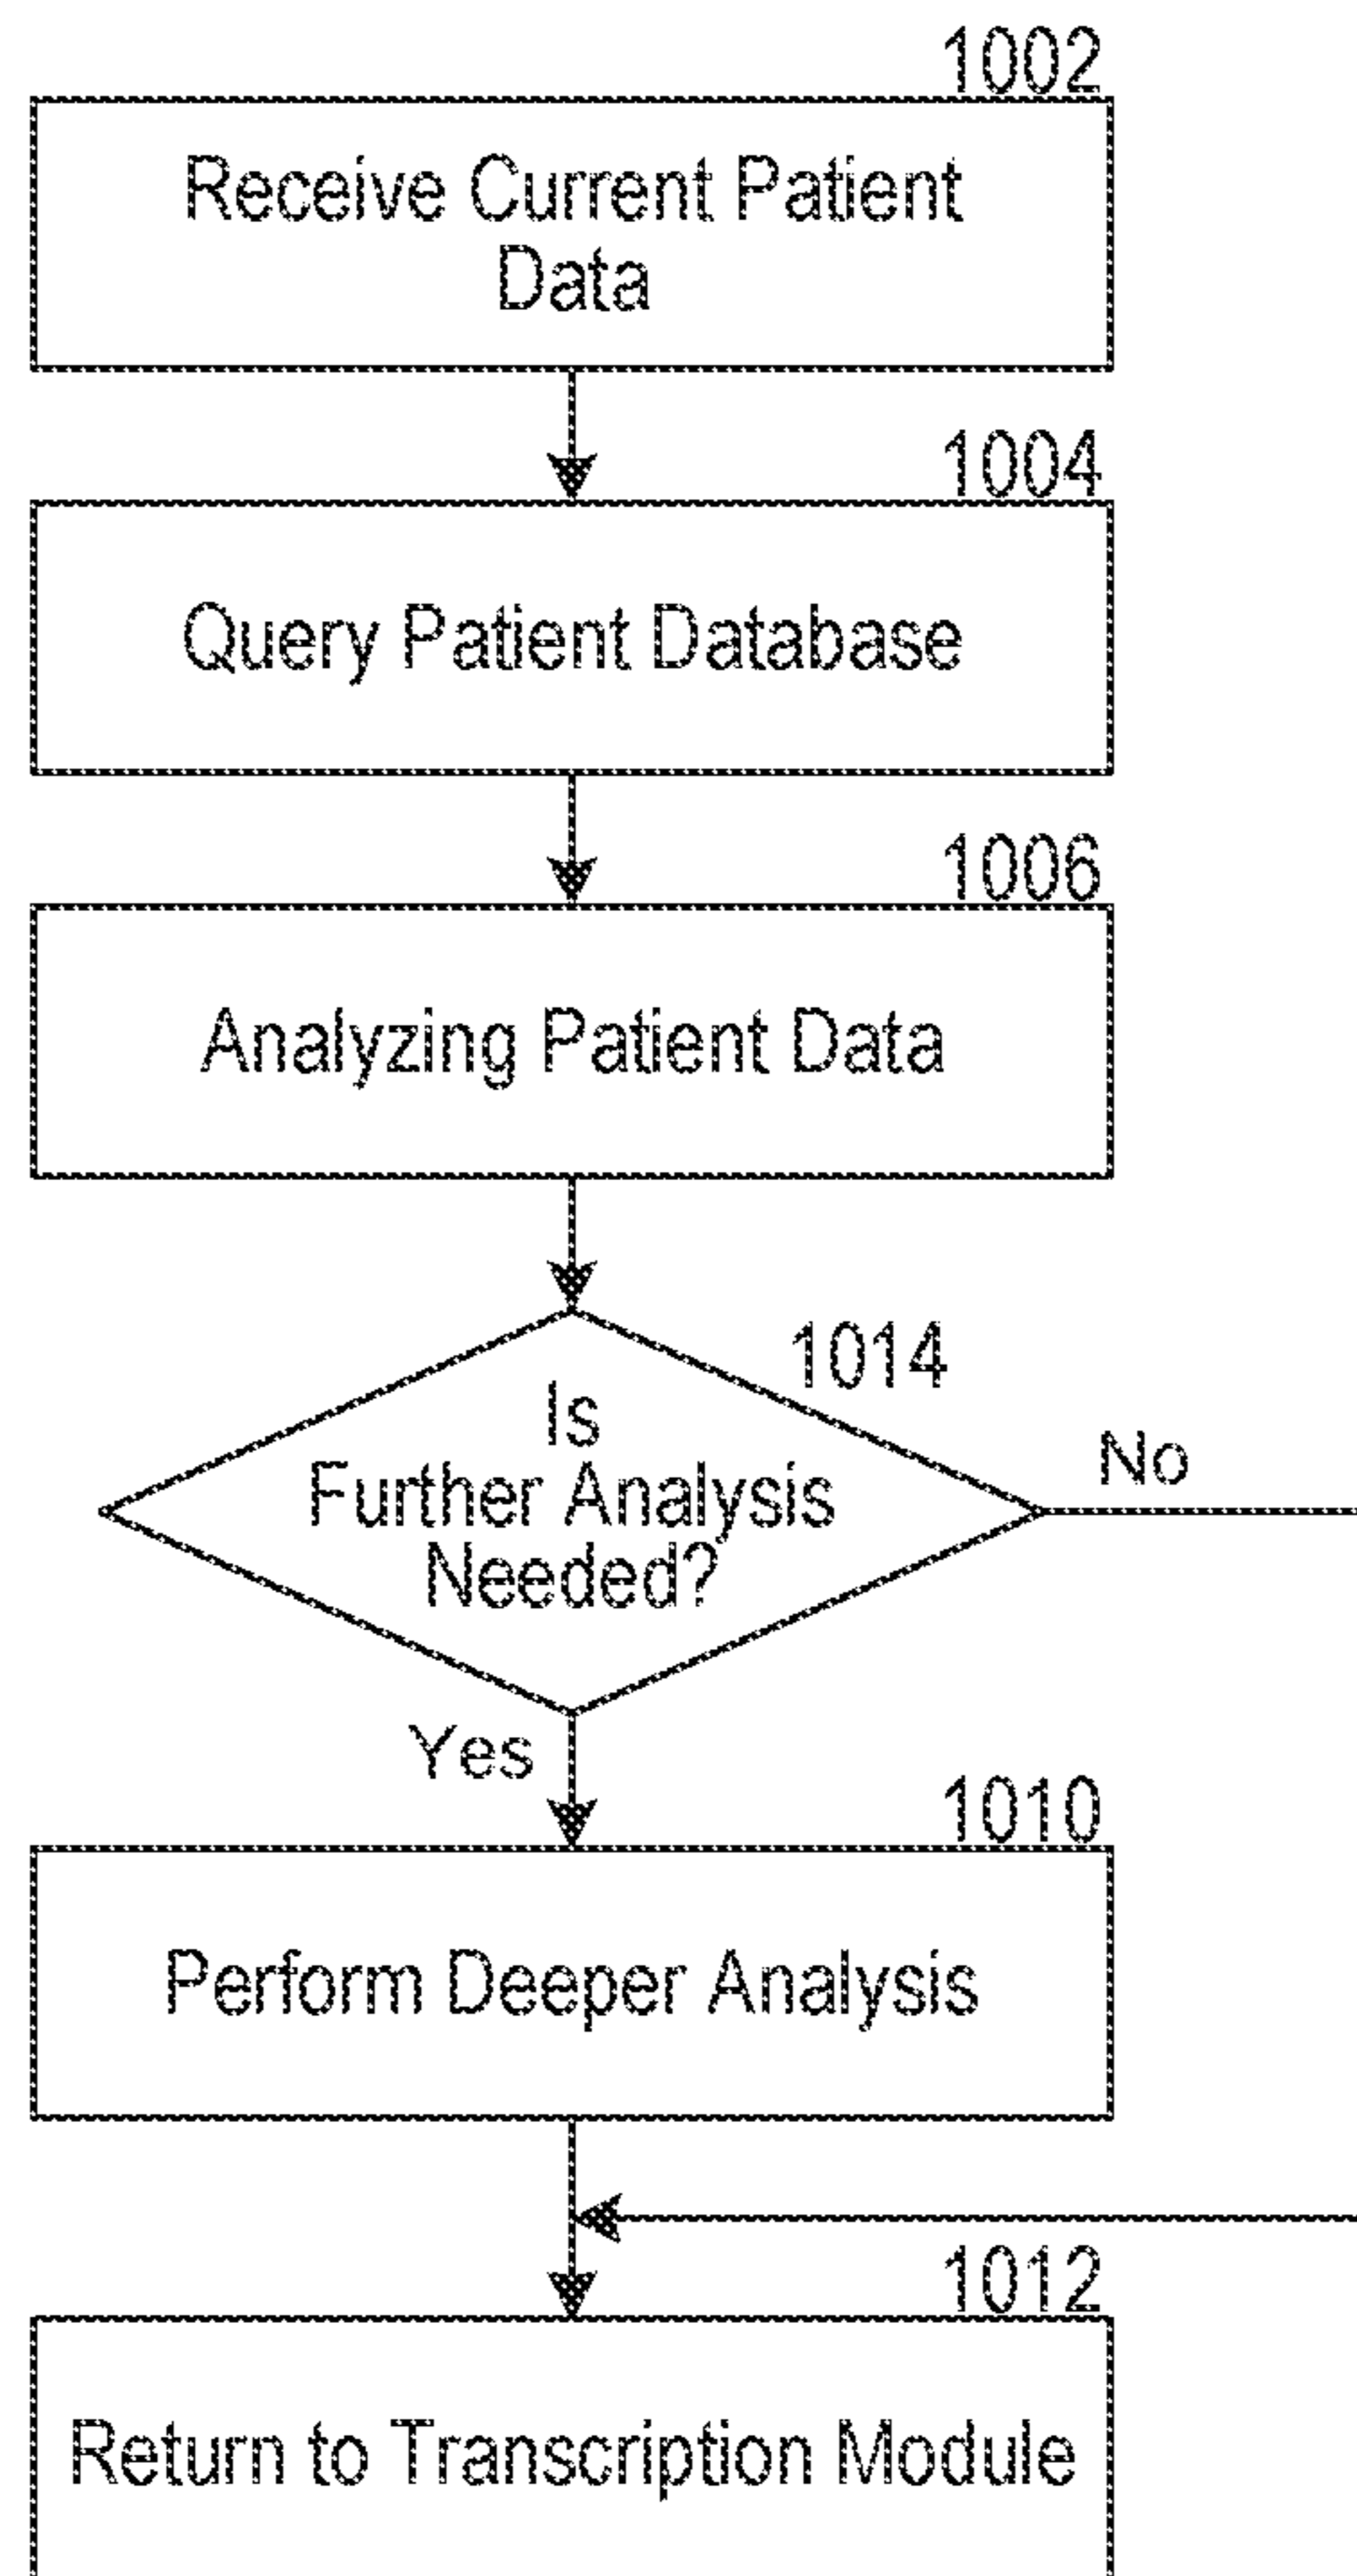 1002
Receive Current Patient
Data
1004
Query Patient Database
1006
Analyzing Patient Data
1014
Is
Further Analysis
Needed?
No
Yes
1010
Perform Deeper Analysis
1012
Return to Transcription Module